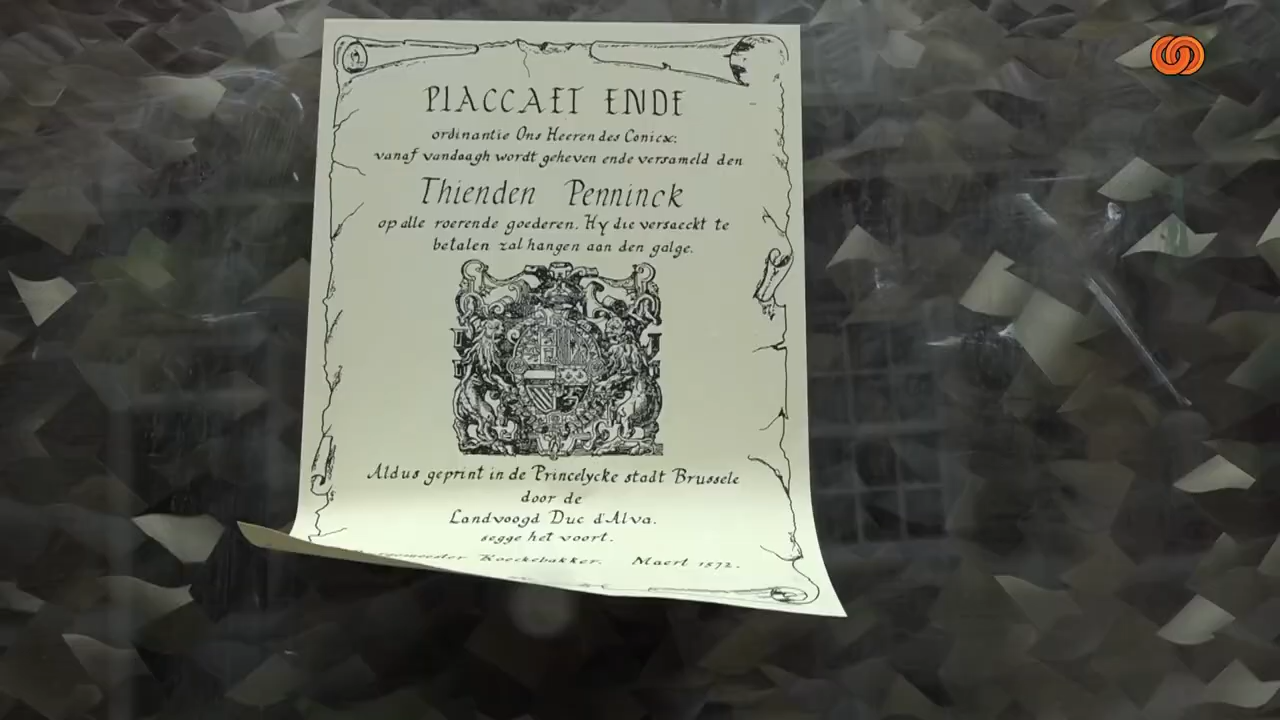 PLACCAET ENDE
ordinantie Ons Heeren des Conicx:
vanaf vandaagh wordt geheven ende versameld den
Thienden Penninck
op alle roerende goederen. Hy die versaeckt te
betalen zal hangen aan den galge.
Aldus geprint in de Princelycke stadt Brussele
door de
Landvoogd Duc d'Alva.
segge het voort.
Koeckebakker. Maert 1572.